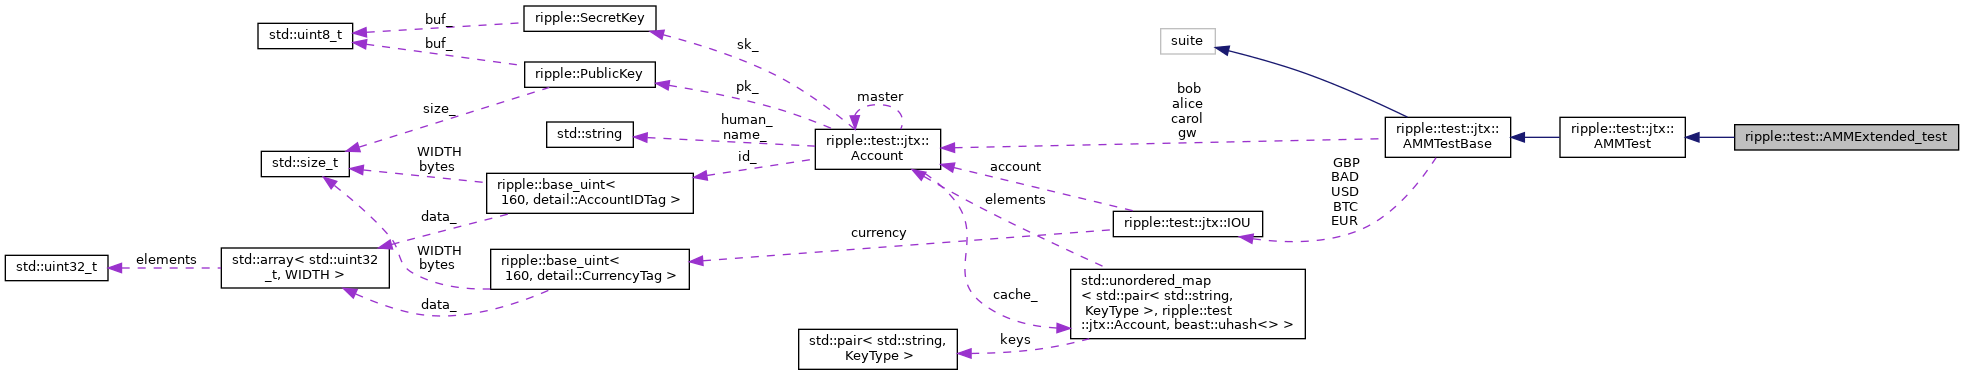 ripple::SecretKey
buf_
std::uint8_t
buf_
ripple::PublicKey
sk_
pk_
size_
master
human_
name_
std::string
ripple::test::jtx::
Account
id_
std::size_t
WIDTH
bytes
ripple::base_uint<
160, detail::AccountIDTag >
data_
suite
bob
alice
carol
gw
ripple::test::jtx::
AMMTestBase
ripple::test::jtx::
AMMTest
ripple::test::AMMExtended_test
account
elements
GBP
BAD
USD
BTC
EUR
ripple::test::jtx::IOU
currency
WIDTH
bytes
std::uint32_t
elements
std::array< std::uint32
_t, WIDTH >
ripple::base_uint<
160, detail::CurrencyTag >
data_
cache_
std::unordered_map
< std::pair< std::string,
KeyType >, ripple::test
::jtx::Account, beast::uhash<> >
keys
std::pair< std::string,
KeyType >